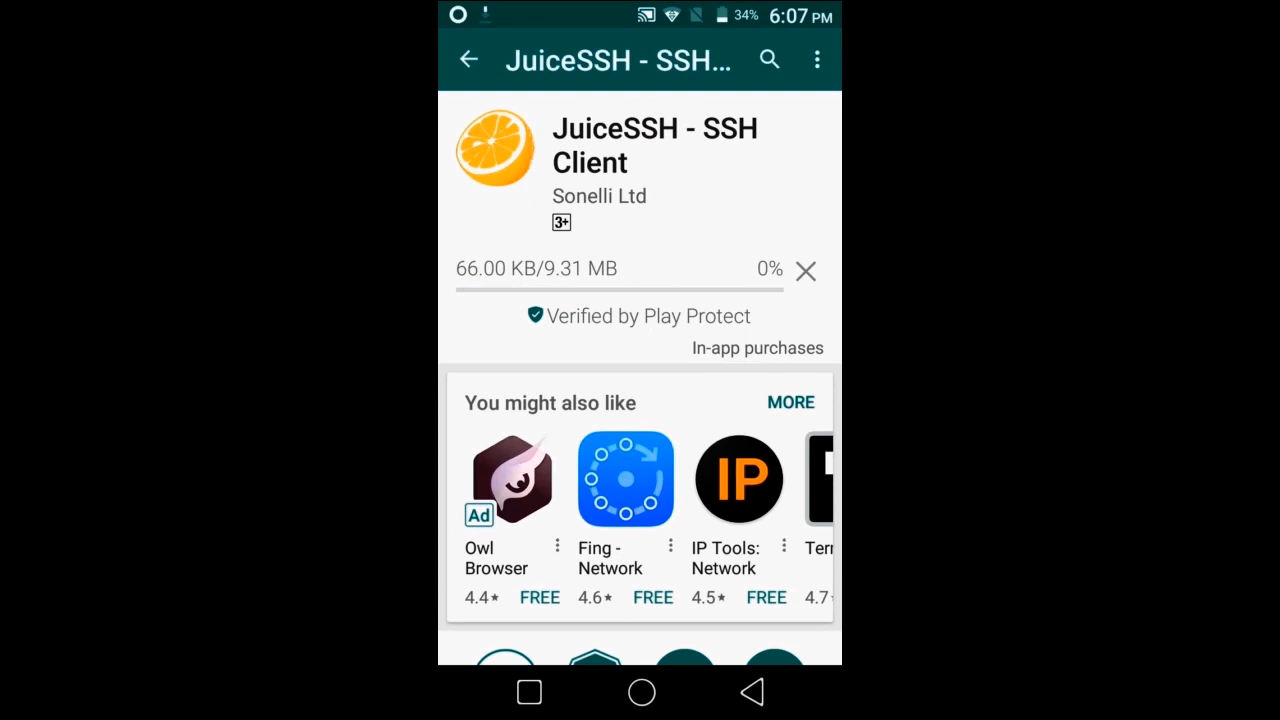 34% 6:07 PM
JuiceSSH - SSH...
JuiceSSH - SSH
Client
Sonelli Ltd
3+
66.00 KB/9.31 MB 0%
Verified by Play Protect
In-app purchases
You might also like MORE
Ad
IP
Owl Browser
4.4★ FREE
Fing - Network
4.6★ FREE
IP Tools: Network
4.5★ FREE
4.7